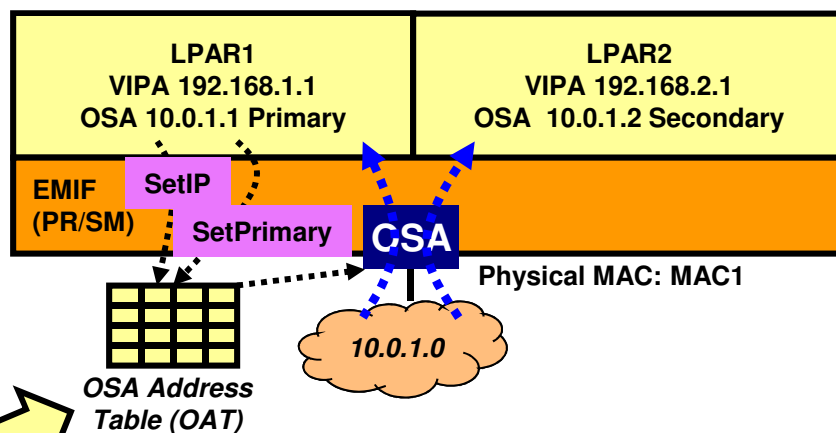 LPAR1
VIPA 192.168.1.1
OSA 10.0.1.1 Primary
LPAR2
VIPA 192.168.2.1
OSA 10.0.1.2 Secondary
EMIF
(PR/SM)
SetIP
SetPrimary
OSA
Physical MAC: MAC1
10.0.1.0
OSA Address
Table (OAT)